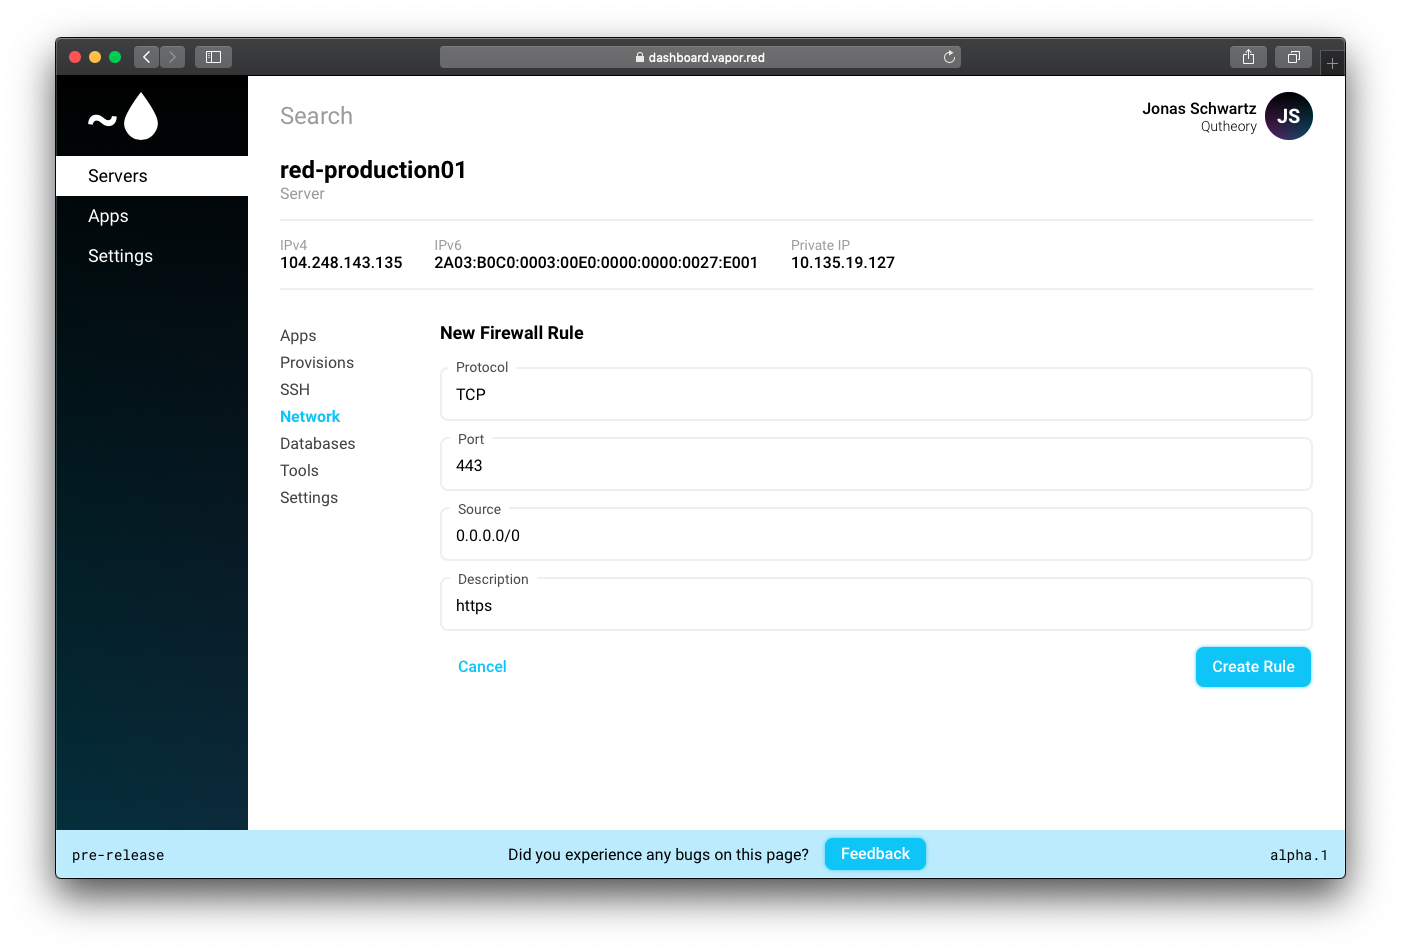 dashboard.vapor.red
~
Servers
Apps
Settings
Search
Jonas Schwartz
Qutheory
JS
red-production01
Server
IPv4
104.248.143.135
IPv6
2A03:B0C0:0003:00E0:0000:0000:0027:E001
Private IP
10.135.19.127
Apps
Provisions
SSH
Network
Databases
Tools
Settings
New Firewall Rule
Protocol
TCP
Port
443
Source
0.0.0.0/0
Description
https
Cancel
Create Rule
pre-release
Did you experience any bugs on this page?
Feedback
alpha.1